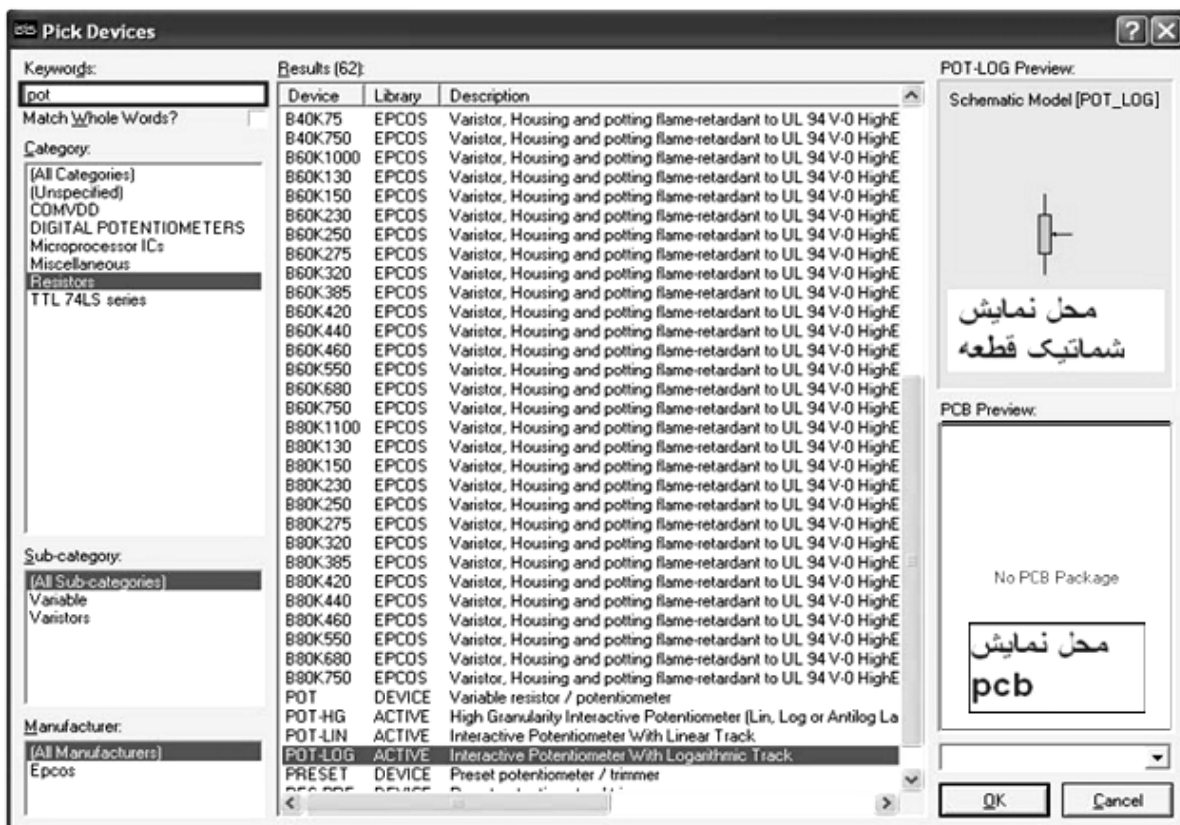 ISIS Pick Devices
Keywords:
pot
Match Whole Words?
Category:
(All Categories)
(Unspecified)
COMVDD
DIGITAL POTENTIOMETERS
Microprocessor ICs
Miscellaneous
Resistors
TTL 74LS series
Sub-category:
(All Sub-categories)
Variable
Varistors
Manufacturer:
(All Manufacturers)
Epcos
Results (62):
Device Library Description
B40K75 EPCOS Varistor, Housing and potting flame-retardant to UL 94 V-0 HighE
B40K750 EPCOS Varistor, Housing and potting flame-retardant to UL 94 V-0 HighE
B60K1000 EPCOS Varistor, Housing and potting flame-retardant to UL 94 V-0 HighE
B60K130 EPCOS Varistor, Housing and potting flame-retardant to UL 94 V-0 HighE
B60K150 EPCOS Varistor, Housing and potting flame-retardant to UL 94 V-0 HighE
B60K230 EPCOS Varistor, Housing and potting flame-retardant to UL 94 V-0 HighE
B60K250 EPCOS Varistor, Housing and potting flame-retardant to UL 94 V-0 HighE
B60K275 EPCOS Varistor, Housing and potting flame-retardant to UL 94 V-0 HighE
B60K320 EPCOS Varistor, Housing and potting flame-retardant to UL 94 V-0 HighE
B60K385 EPCOS Varistor, Housing and potting flame-retardant to UL 94 V-0 HighE
B60K420 EPCOS Varistor, Housing and potting flame-retardant to UL 94 V-0 HighE
B60K440 EPCOS Varistor, Housing and potting flame-retardant to UL 94 V-0 HighE
B60K460 EPCOS Varistor, Housing and potting flame-retardant to UL 94 V-0 HighE
B60K550 EPCOS Varistor, Housing and potting flame-retardant to UL 94 V-0 HighE
B60K680 EPCOS Varistor, Housing and potting flame-retardant to UL 94 V-0 HighE
B60K750 EPCOS Varistor, Housing and potting flame-retardant to UL 94 V-0 HighE
B80K1100 EPCOS Varistor, Housing and potting flame-retardant to UL 94 V-0 HighE
B80K130 EPCOS Varistor, Housing and potting flame-retardant to UL 94 V-0 HighE
B80K150 EPCOS Varistor, Housing and potting flame-retardant to UL 94 V-0 HighE
B80K230 EPCOS Varistor, Housing and potting flame-retardant to UL 94 V-0 HighE
B80K250 EPCOS Varistor, Housing and potting flame-retardant to UL 94 V-0 HighE
B80K275 EPCOS Varistor, Housing and potting flame-retardant to UL 94 V-0 HighE
B80K320 EPCOS Varistor, Housing and potting flame-retardant to UL 94 V-0 HighE
B80K385 EPCOS Varistor, Housing and potting flame-retardant to UL 94 V-0 HighE
B80K420 EPCOS Varistor, Housing and potting flame-retardant to UL 94 V-0 HighE
B80K440 EPCOS Varistor, Housing and potting flame-retardant to UL 94 V-0 HighE
B80K460 EPCOS Varistor, Housing and potting flame-retardant to UL 94 V-0 HighE
B80K550 EPCOS Varistor, Housing and potting flame-retardant to UL 94 V-0 HighE
B80K680 EPCOS Varistor, Housing and potting flame-retardant to UL 94 V-0 HighE
B80K750 EPCOS Varistor, Housing and potting flame-retardant to UL 94 V-0 HighE
POT DEVICE Variable resistor / potentiometer
POT-HG ACTIVE High Granularity Interactive Potentiometer (Lin, Log or Antilog La
POT-LIN ACTIVE Interactive Potentiometer With Linear Track
POT-LOG ACTIVE Interactive Potentiometer With Logarithmic Track
PRESET DEVICE Preset potentiometer / trimmer
POT-LOG Preview:
Schematic Model [POT_LOG]
محل نمایش
شماتیک قطعه
PCB Preview:
No PCB Package
محل نمایش
pcb
OK Cancel